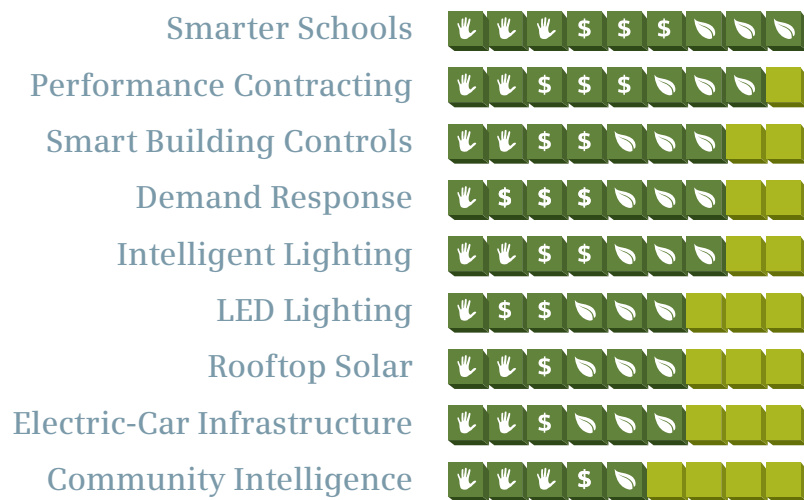 Smarter Schools $ $ $
Performance Contracting $ $ $
Smart Building Controls $ $
Demand Response $ $ $
Intelligent Lighting $ $
LED Lighting $ $
Rooftop Solar $
Electric-Car Infrastructure $
Community Intelligence $